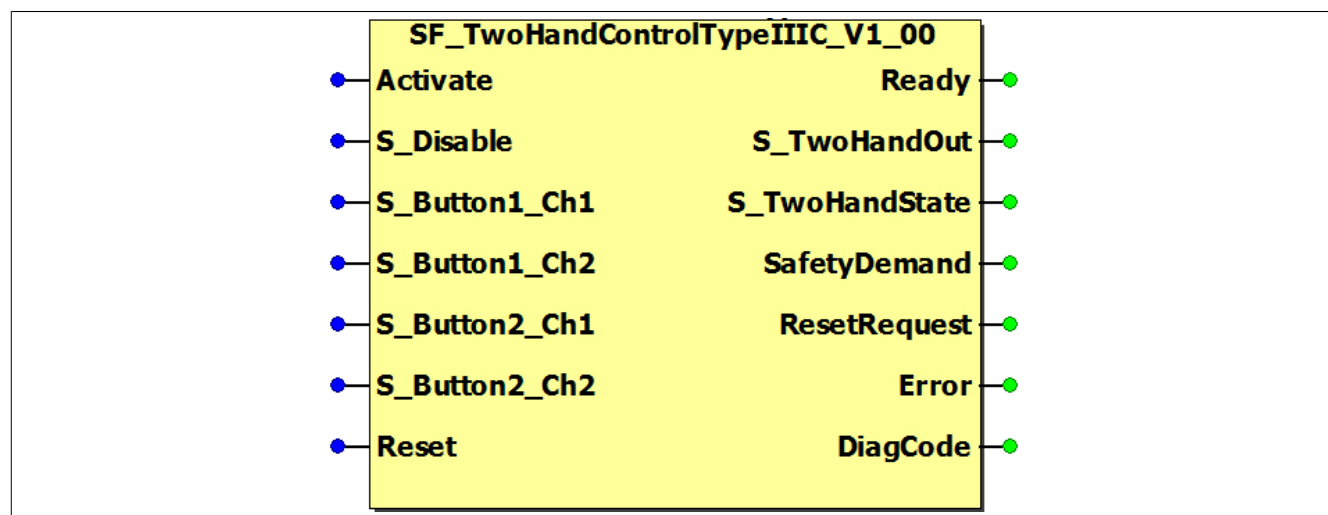 SF_TwoHandControlTypeIIIC_V1_00
Activate Ready
S_Disable S_TwoHandOut
S_Button1_Ch1 S_TwoHandState
S_Button1_Ch2 SafetyDemand
S_Button2_Ch1 ResetRequest
S_Button2_Ch2 Error
Reset DiagCode